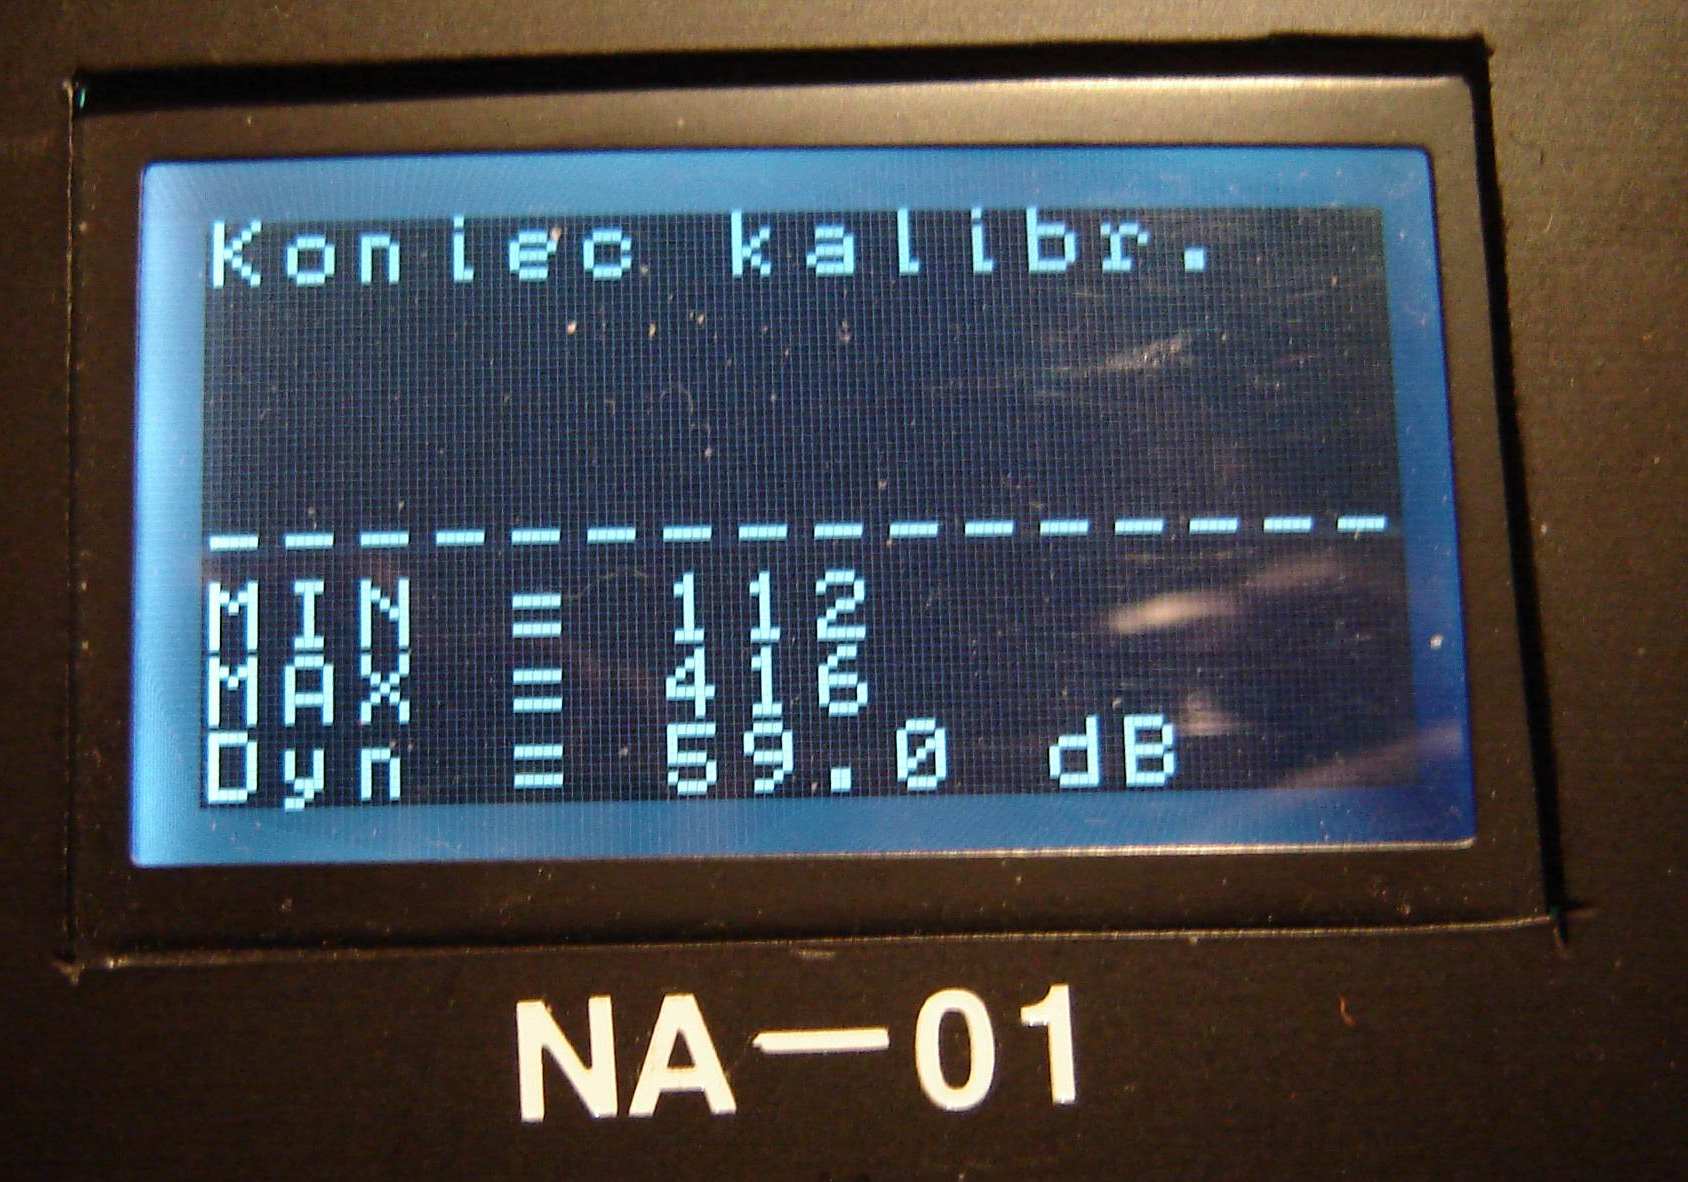 Koniec kalibr.
----------------
MIN = 112
MAX = 416
Dyn = 59.0 dB
NA-01